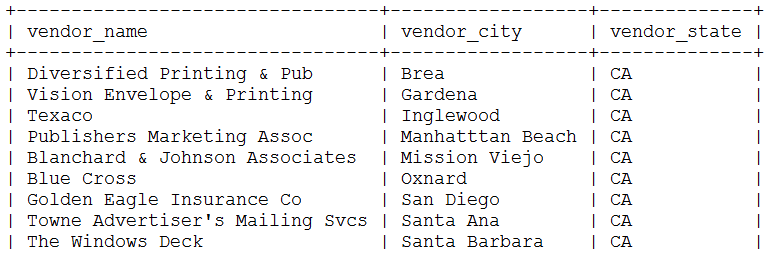 +----------------------------------+-------------------+--------------+
| vendor_name                      | vendor_city       | vendor_state |
+----------------------------------+-------------------+--------------+
| Diversified Printing & Pub       | Brea              | CA           |
| Vision Envelope & Printing       | Gardena           | CA           |
| Texaco                           | Inglewood         | CA           |
| Publishers Marketing Assoc       | Manhatttan Beach  | CA           |
| Blanchard & Johnson Associates   | Mission Viejo     | CA           |
| Blue Cross                       | Oxnard            | CA           |
| Golden Eagle Insurance Co        | San Diego         | CA           |
| Towne Advertiser's Mailing Svcs  | Santa Ana         | CA           |
| The Windows Deck                 | Santa Barbara     | CA           |